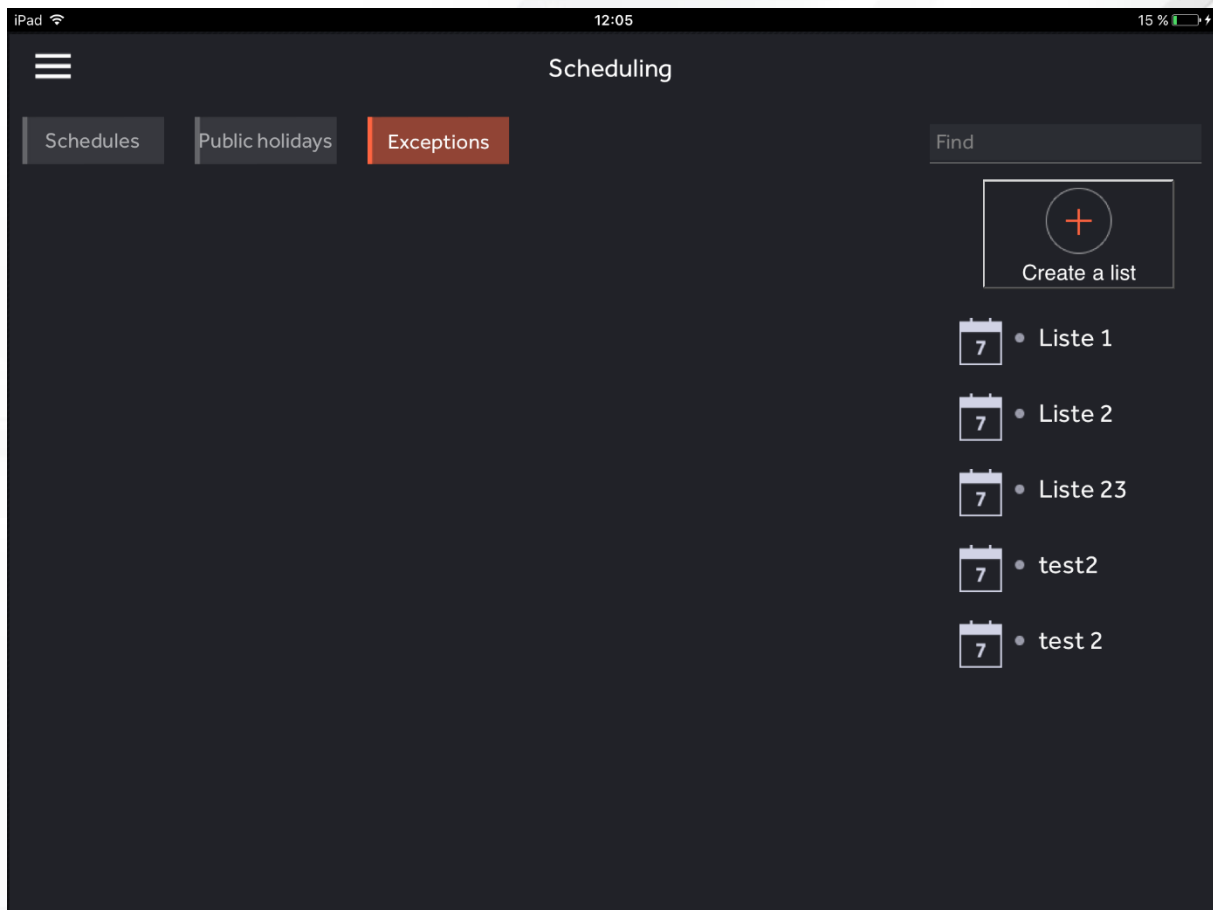 iPad 12:05 15 %
Scheduling
Schedules Public holidays Exceptions
Find
Create a list
7 Liste 1
7 Liste 2
7 Liste 23
7 test2
7 test 2